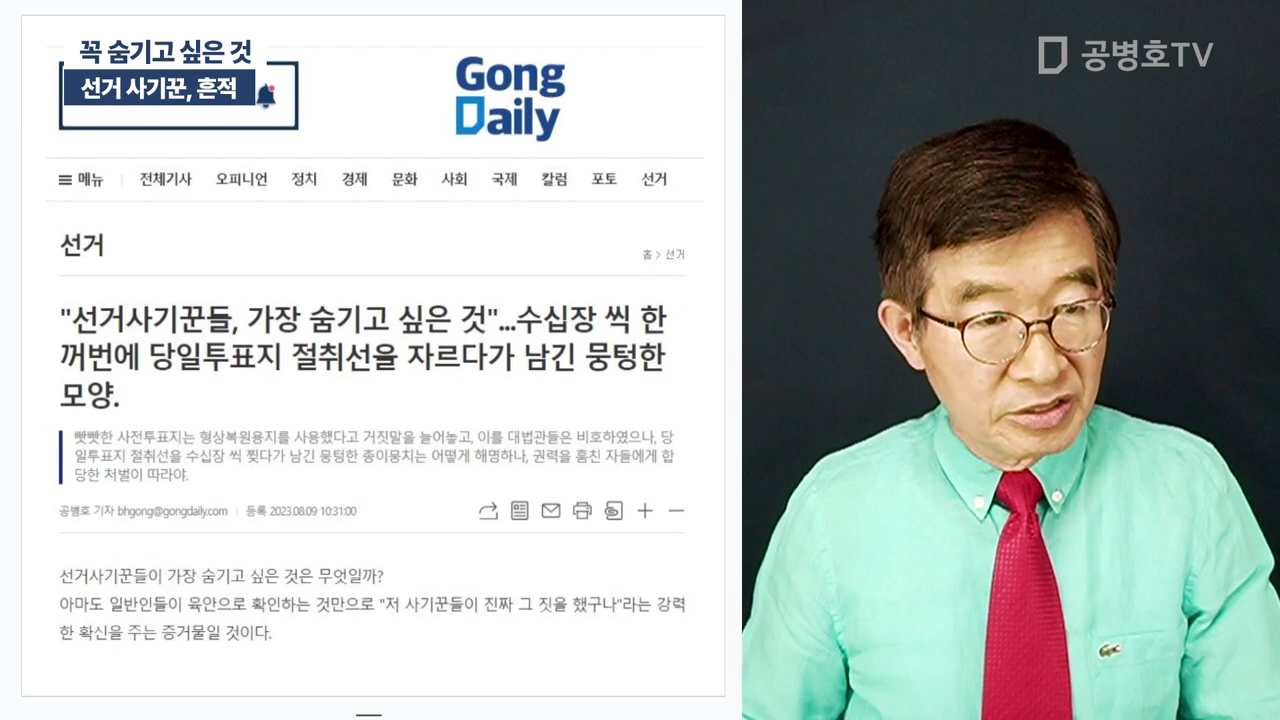 꼭 숨기고 싶은 것
선거 사기꾼, 흔적
Gong
Daily
공병호TV
메뉴 전체기사 오피니언 정치 경제 문화 사회 국제 칼럼 포토 선거
선거
홈 > 선거
"선거사기꾼들, 가장 숨기고 싶은 것"...수십장 씩 한
꺼번에 당일투표지 절취선을 자르다가 남긴 뭉텅한
모양.
빳빳한 사전투표지는 형상복원용지를 사용했다고 거짓말을 늘어놓고, 이를 대법관들은 비호하였으나, 당
일투표지 절취선을 수십장 씩 찢다가 남긴 뭉텅한 종이뭉치는 어떻게 해명하나, 권력을 훔친 자들에게 합
당한 처벌이 따라야.
공병호 기자 bhgong@gongdaily.com 등록 2023.08.09 10:31:00
선거사기꾼들이 가장 숨기고 싶은 것은 무엇일까?
아마도 일반인들이 육안으로 확인하는 것만으로 "저 사기꾼들이 진짜 그 짓을 했구나"라는 강력
한 확신을 주는 증거물일 것이다.